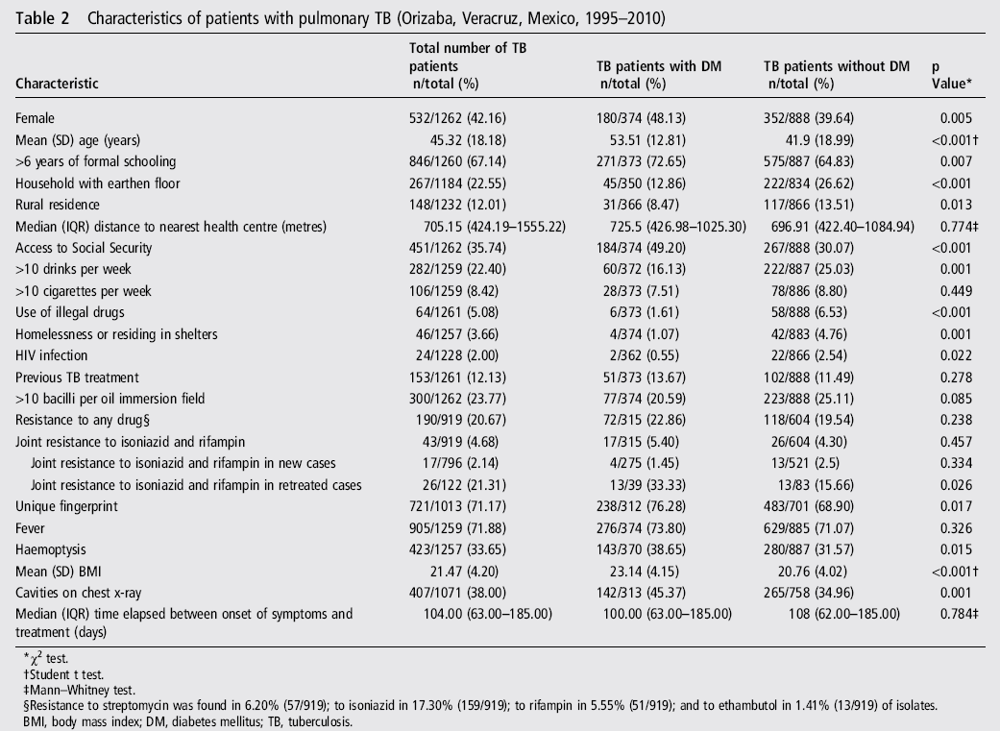 Table 2 Characteristics of patients with pulmonary TB (Orizaba, Veracruz, Mexico, 1995–2010)
Characteristic Total number of TB patients n/total (%) TB patients with DM n/total (%) TB patients without DM n/total (%) p Value*
Female 532/1262 (42.16) 180/374 (48.13) 352/888 (39.64) 0.005
Mean (SD) age (years) 45.32 (18.18) 53.51 (12.81) 41.9 (18.99) <0.001†
>6 years of formal schooling 846/1260 (67.14) 271/373 (72.65) 575/887 (64.83) 0.007
Household with earthen floor 267/1184 (22.55) 45/350 (12.86) 222/834 (26.62) <0.001
Rural residence 148/1232 (12.01) 31/366 (8.47) 117/866 (13.51) 0.013
Median (IQR) distance to nearest health centre (metres) 705.15 (424.19–1555.22) 725.5 (426.98–1025.30) 696.91 (422.40–1084.94) 0.774‡
Access to Social Security 451/1262 (35.74) 184/374 (49.20) 267/888 (30.07) <0.001
>10 drinks per week 282/1259 (22.40) 60/372 (16.13) 222/887 (25.03) 0.001
>10 cigarettes per week 106/1259 (8.42) 28/373 (7.51) 78/886 (8.80) 0.449
Use of illegal drugs 64/1261 (5.08) 6/373 (1.61) 58/888 (6.53) <0.001
Homelessness or residing in shelters 46/1257 (3.66) 4/374 (1.07) 42/883 (4.76) 0.001
HIV infection 24/1228 (2.00) 2/362 (0.55) 22/866 (2.54) 0.022
Previous TB treatment 153/1261 (12.13) 51/373 (13.67) 102/888 (11.49) 0.278
>10 bacilli per oil immersion field 300/1262 (23.77) 77/374 (20.59) 223/888 (25.11) 0.085
Resistance to any drug§ 190/919 (20.67) 72/315 (22.86) 118/604 (19.54) 0.238
Joint resistance to isoniazid and rifampin 43/919 (4.68) 17/315 (5.40) 26/604 (4.30) 0.457
Joint resistance to isoniazid and rifampin in new cases 17/796 (2.14) 4/275 (1.45) 13/521 (2.5) 0.334
Joint resistance to isoniazid and rifampin in retreated cases 26/122 (21.31) 13/39 (33.33) 13/83 (15.66) 0.026
Unique fingerprint 721/1013 (71.17) 238/312 (76.28) 483/701 (68.90) 0.017
Fever 905/1259 (71.88) 276/374 (73.80) 629/885 (71.07) 0.326
Haemoptysis 423/1257 (33.65) 143/370 (38.65) 280/887 (31.57) 0.015
Mean (SD) BMI 21.47 (4.20) 23.14 (4.15) 20.76 (4.02) <0.001†
Cavities on chest x-ray 407/1071 (38.00) 142/313 (45.37) 265/758 (34.96) 0.001
Median (IQR) time elapsed between onset of symptoms and 104.00 (63.00–185.00) 100.00 (63.00–185.00) 108 (62.00–185.00) 0.784‡
treatment (days)
*χ² test.
†Student t test.
‡Mann–Whitney test.
§Resistance to streptomycin was found in 6.20% (57/919); to isoniazid in 17.30% (159/919); to rifampin in 5.55% (51/919); and to ethambutol in 1.41% (13/919) of isolates.
BMI, body mass index; DM, diabetes mellitus; TB, tuberculosis.